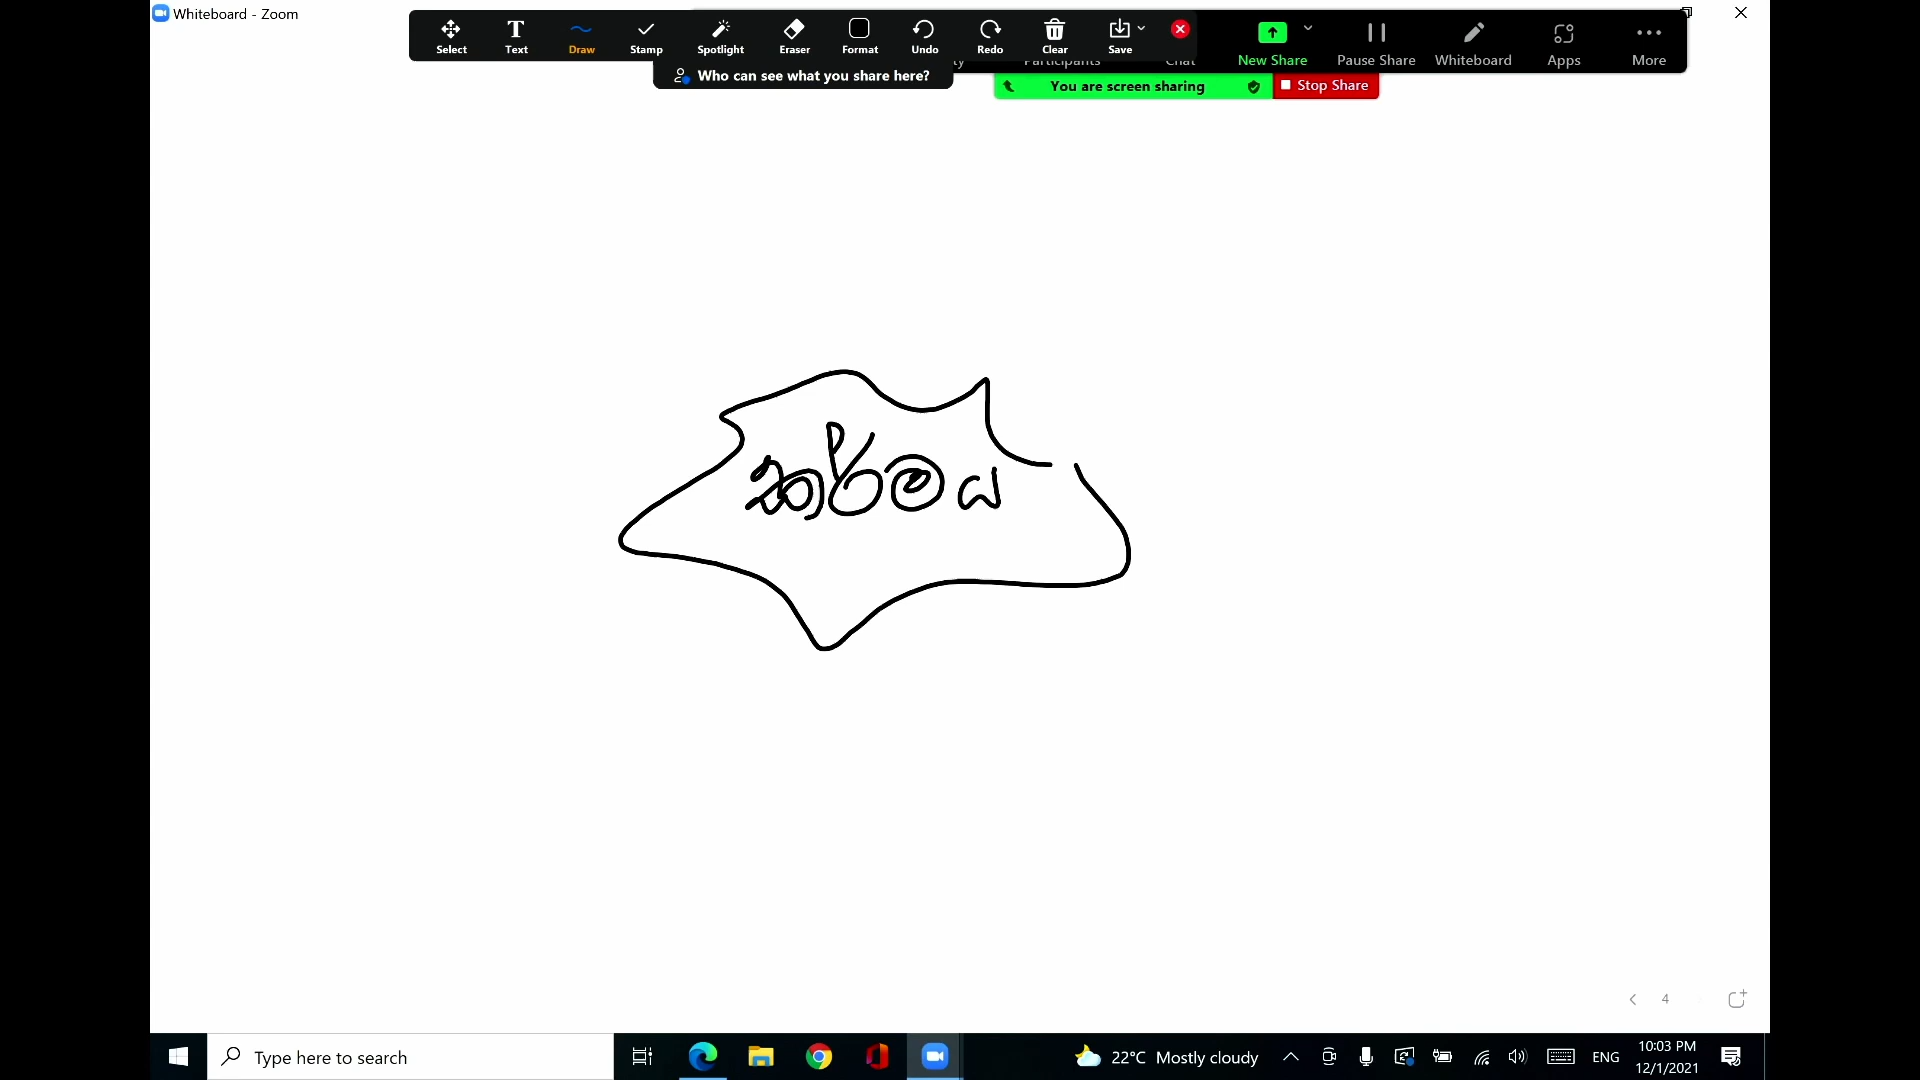 Whiteboard - Zoom
Select Text Draw Stamp Spotlight Eraser Format Undo Redo Clear Save
Participants Chat New Share Pause Share Whiteboard Apps More
Who can see what you share here?
You are screen sharing Stop Share
4
Type here to search
22°C Mostly cloudy
ENG
10:03 PM
12/1/2021